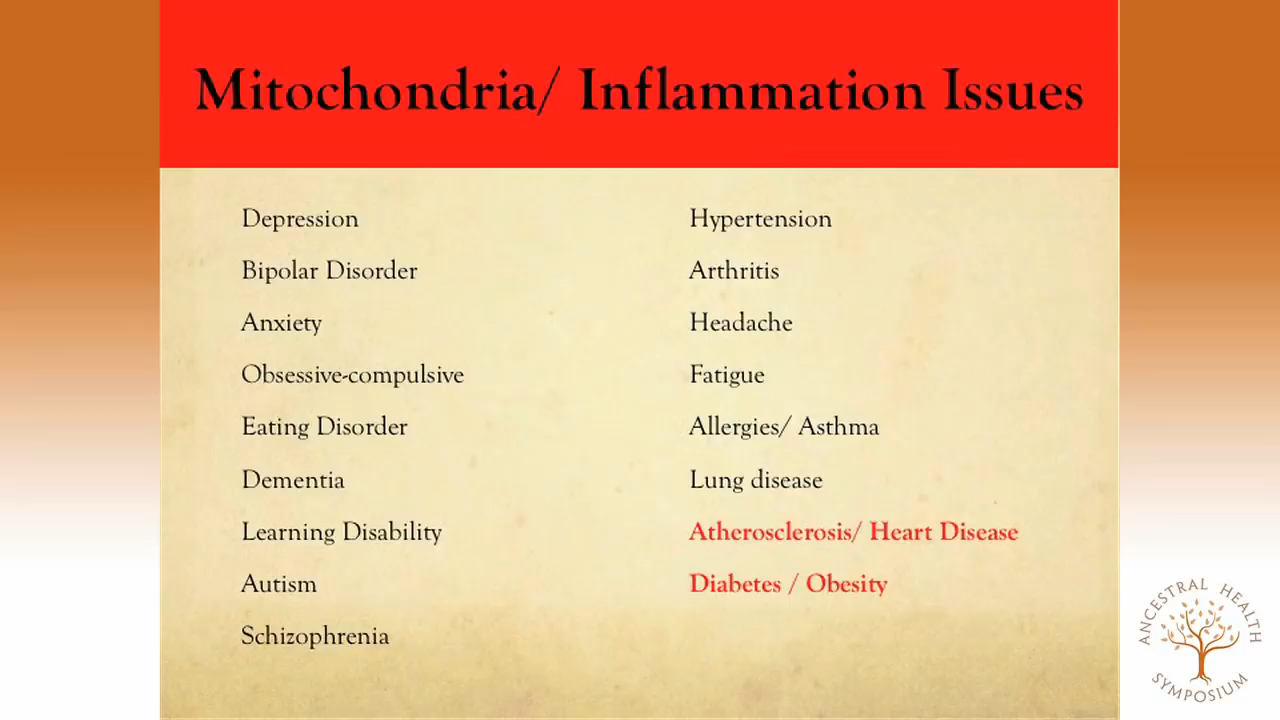 Mitochondria/ Inflammation Issues
Depression
Bipolar Disorder
Anxiety
Obsessive-compulsive
Eating Disorder
Dementia
Learning Disability
Autism
Schizophrenia
Hypertension
Arthritis
Headache
Fatigue
Allergies/ Asthma
Lung disease
Atherosclerosis/ Heart Disease
Diabetes / Obesity
ANCESTRAL HEALTH
SYMPOSIUM